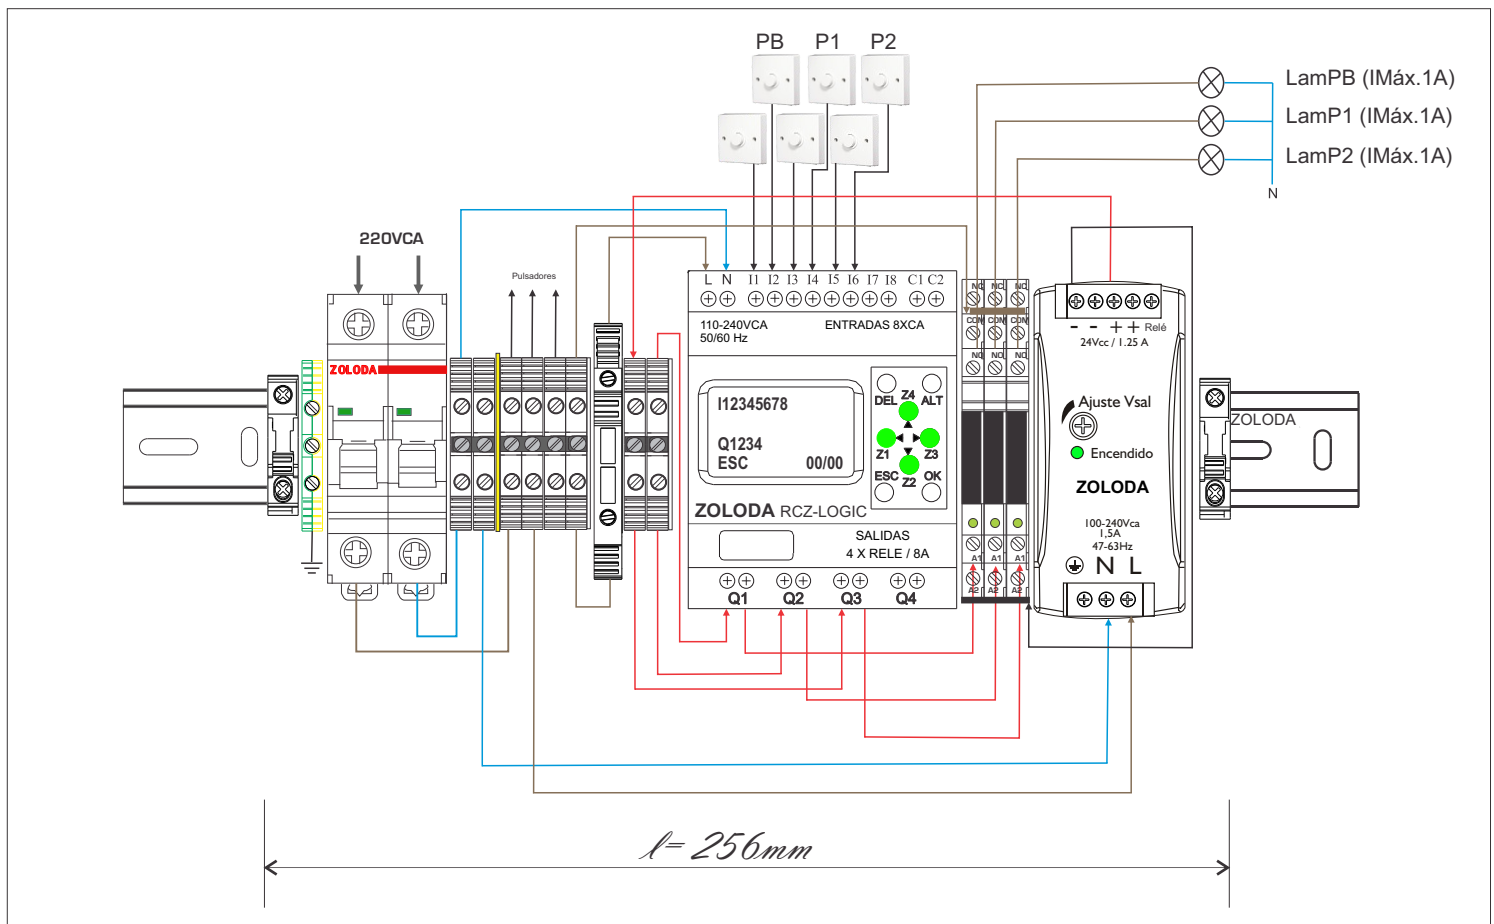 PB P1 P2
LamPB (IMáx.1A)
LamP1 (IMáx.1A)
LamP2 (IMáx.1A)
N
220VCA
Pulsadores
L N I1 I2 I3 I4 I5 I6 I7 I8 C1 C2
110-240VCA
50/60 Hz
ENTRADAS 8XCA
NO NO NO
COM COM COM
NO NO NO
- - + + Relé
24Vcc / 1.25 A
ZOLODA
I12345678
Q1234
ESC 00/00
DEL Z4 ALT
Z1 Z3
ESC Z2 OK
ZOLODA RCZ-LOGIC
SALIDAS
4 X RELE / 8A
Q1 Q2 Q3 Q4
A1 A1 A1
A2 A2 A2
Ajuste Vsal
Encendido
ZOLODA
100-240Vca
1,5A
47-63Hz
N L
ZOLODA
l= 256mm